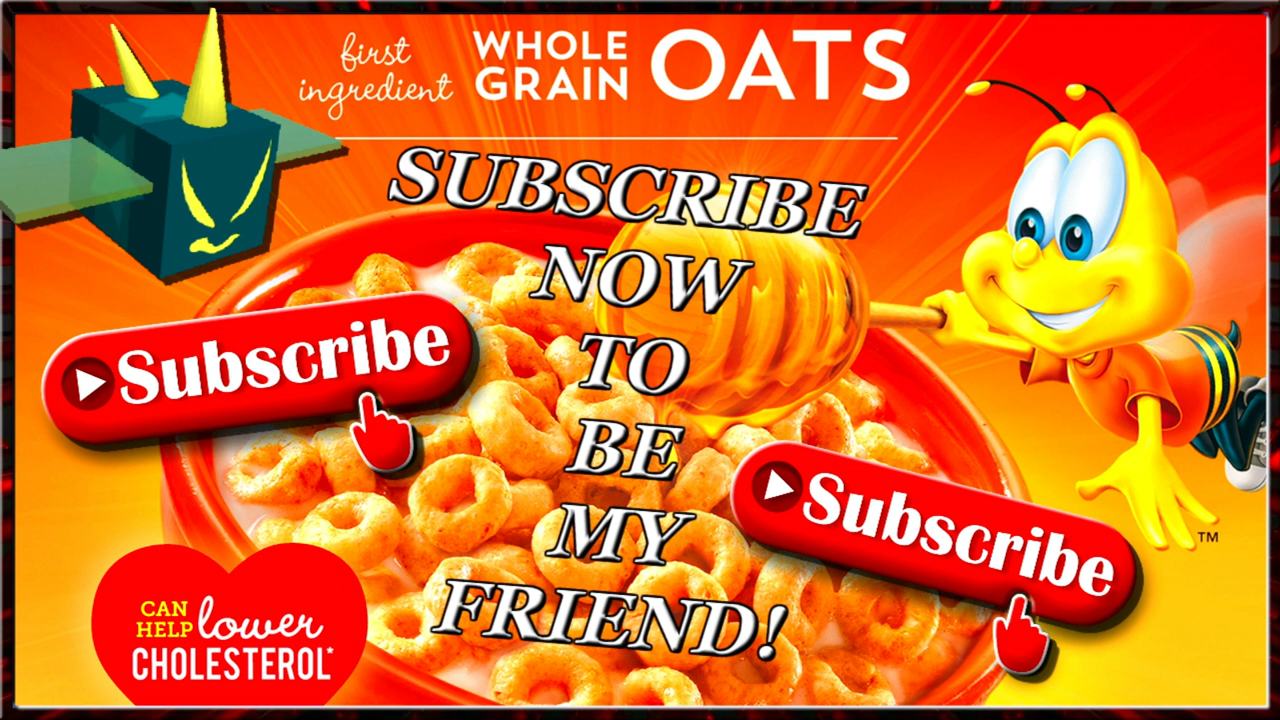 first
ingredient
WHOLE
GRAIN
OATS
SUBSCRIBE
NOW
TO
BE
MY
FRIEND!
Subscribe
Subscribe
CAN
HELP lower
CHOLESTEROL*
TM